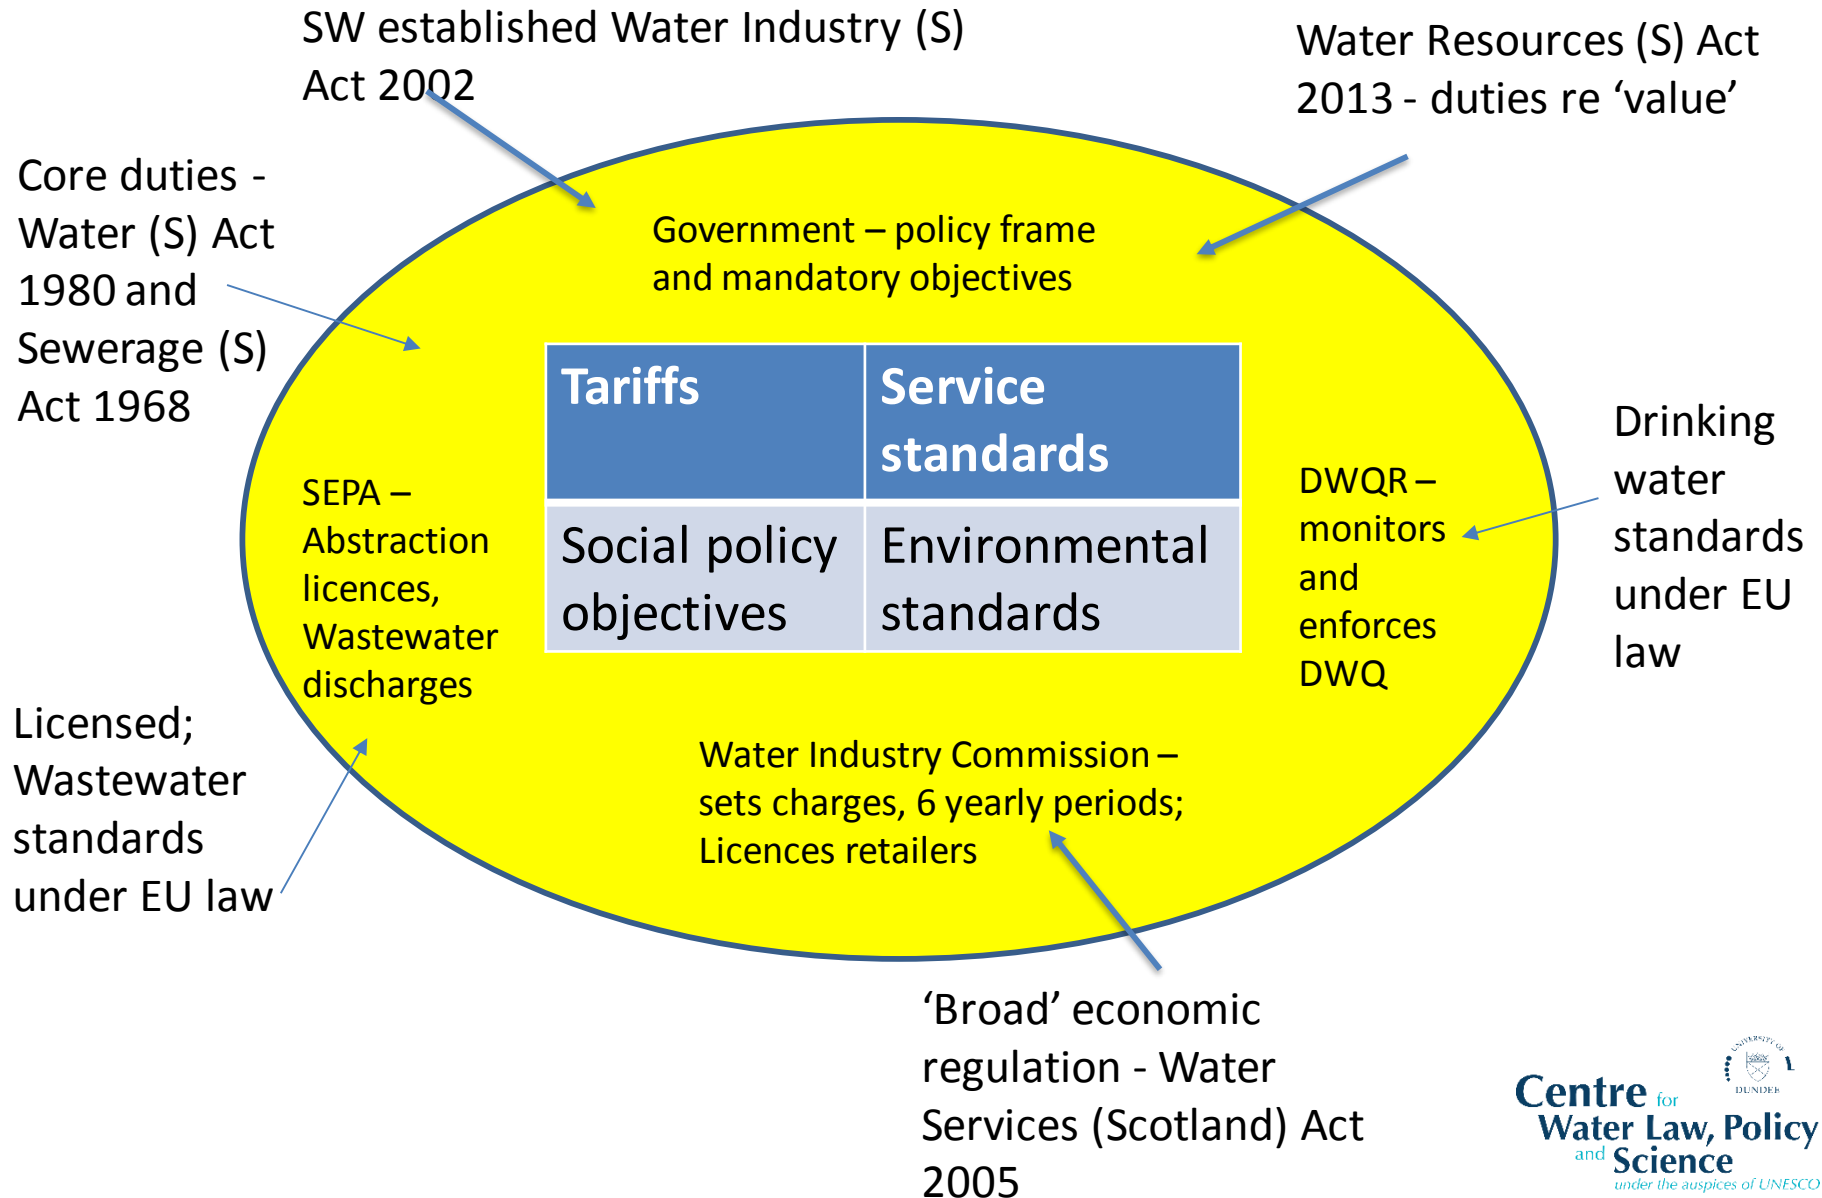 SW established Water Industry (S)
Act 2002
Water Resources (S) Act
2013 - duties re ‘value’
Core duties -
Water (S) Act
1980 and
Sewerage (S)
Act 1968
Government – policy frame
and mandatory objectives
Tariffs
Service
standards
Social policy
objectives
Environmental
standards
SEPA –
Abstraction
licences,
Wastewater
discharges
DWQR –
monitors
and
enforces
DWQ
Drinking
water
standards
under EU
law
Licensed;
Wastewater
standards
under EU law
Water Industry Commission –
sets charges, 6 yearly periods;
Licences retailers
‘Broad’ economic
regulation - Water
Services (Scotland) Act
2005
UNIVERSITY OF
DUNDEE
Centre for
Water Law, Policy
and Science
under the auspices of UNESCO